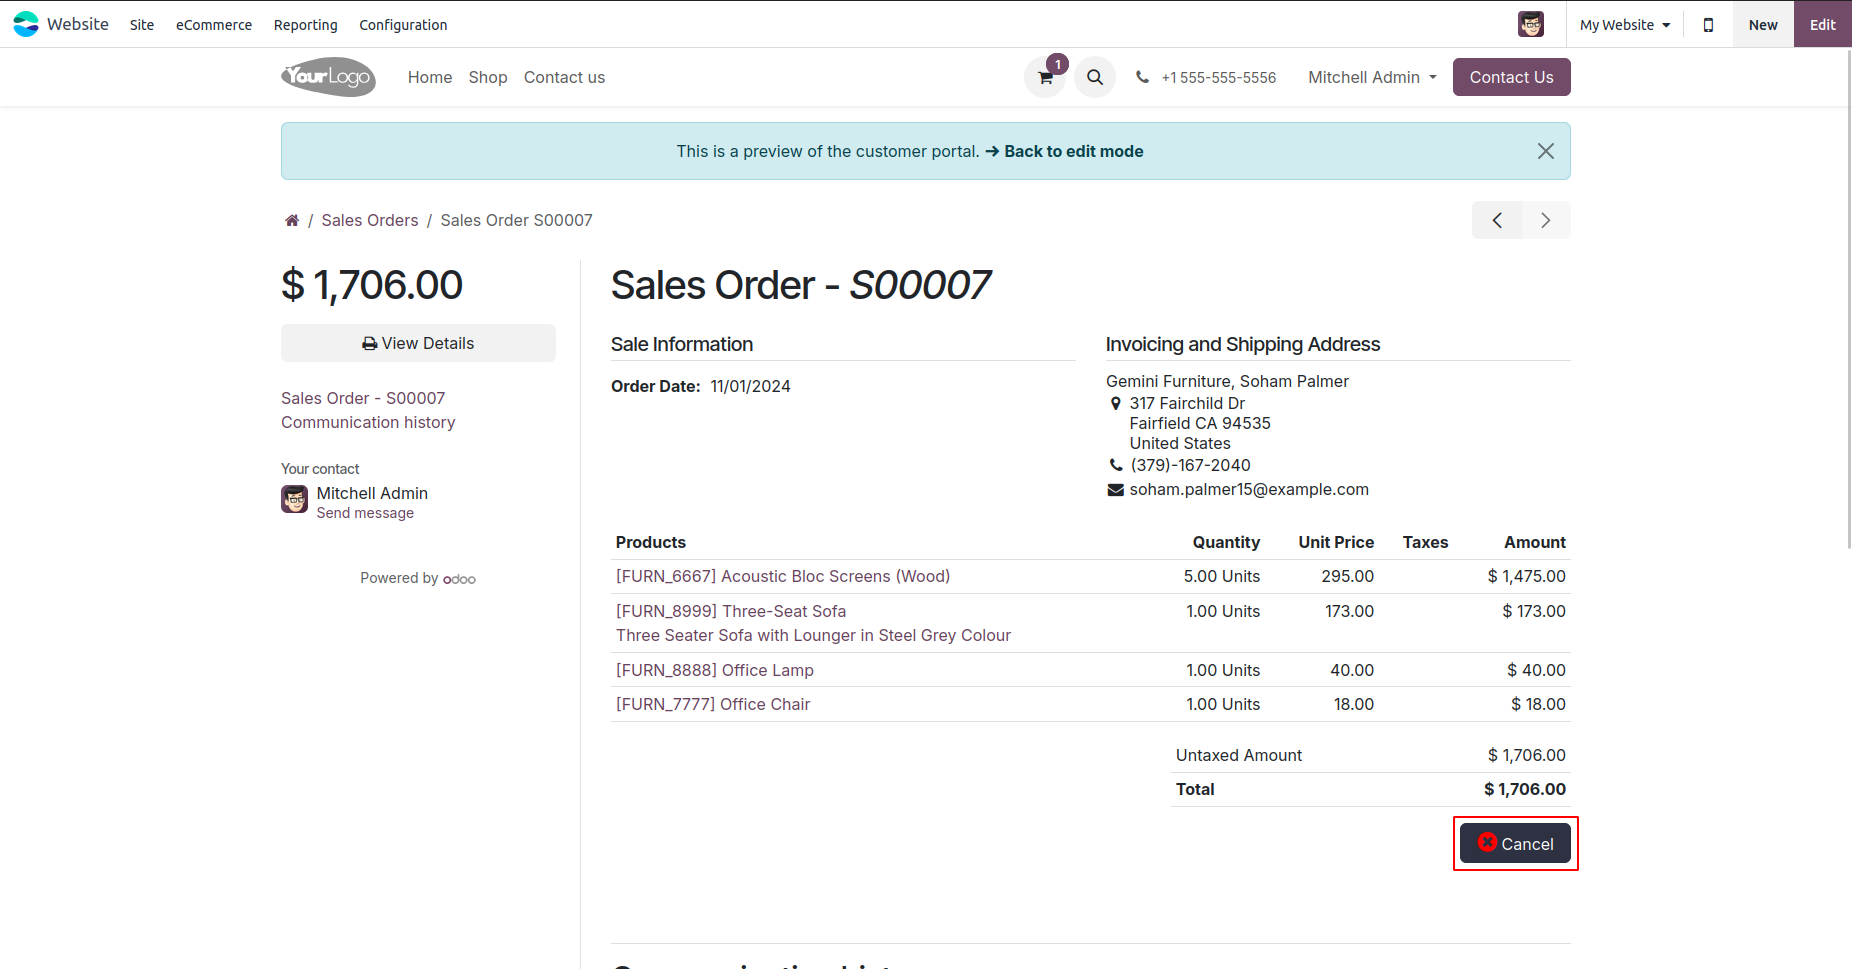 Website Site eCommerce Reporting Configuration My Website New Edit
YourLogo Home Shop Contact us 1 +1 555-555-5556 Mitchell Admin Contact Us
This is a preview of the customer portal. → Back to edit mode
/ Sales Orders / Sales Order S00007
$ 1,706.00
View Details
Sales Order - S00007
Communication history
Your contact
Mitchell Admin
Send message
Powered by odoo
Sales Order - S00007
Sale Information
Order Date: 11/01/2024
Invoicing and Shipping Address
Gemini Furniture, Soham Palmer
317 Fairchild Dr
Fairfield CA 94535
United States
(379)-167-2040
soham.palmer15@example.com
Products Quantity Unit Price Taxes Amount
[FURN_6667] Acoustic Bloc Screens (Wood) 5.00 Units 295.00 $ 1,475.00
[FURN_8999] Three-Seat Sofa 1.00 Units 173.00 $ 173.00
Three Seater Sofa with Lounger in Steel Grey Colour
[FURN_8888] Office Lamp 1.00 Units 40.00 $ 40.00
[FURN_7777] Office Chair 1.00 Units 18.00 $ 18.00
Untaxed Amount $ 1,706.00
Total $ 1,706.00
Cancel